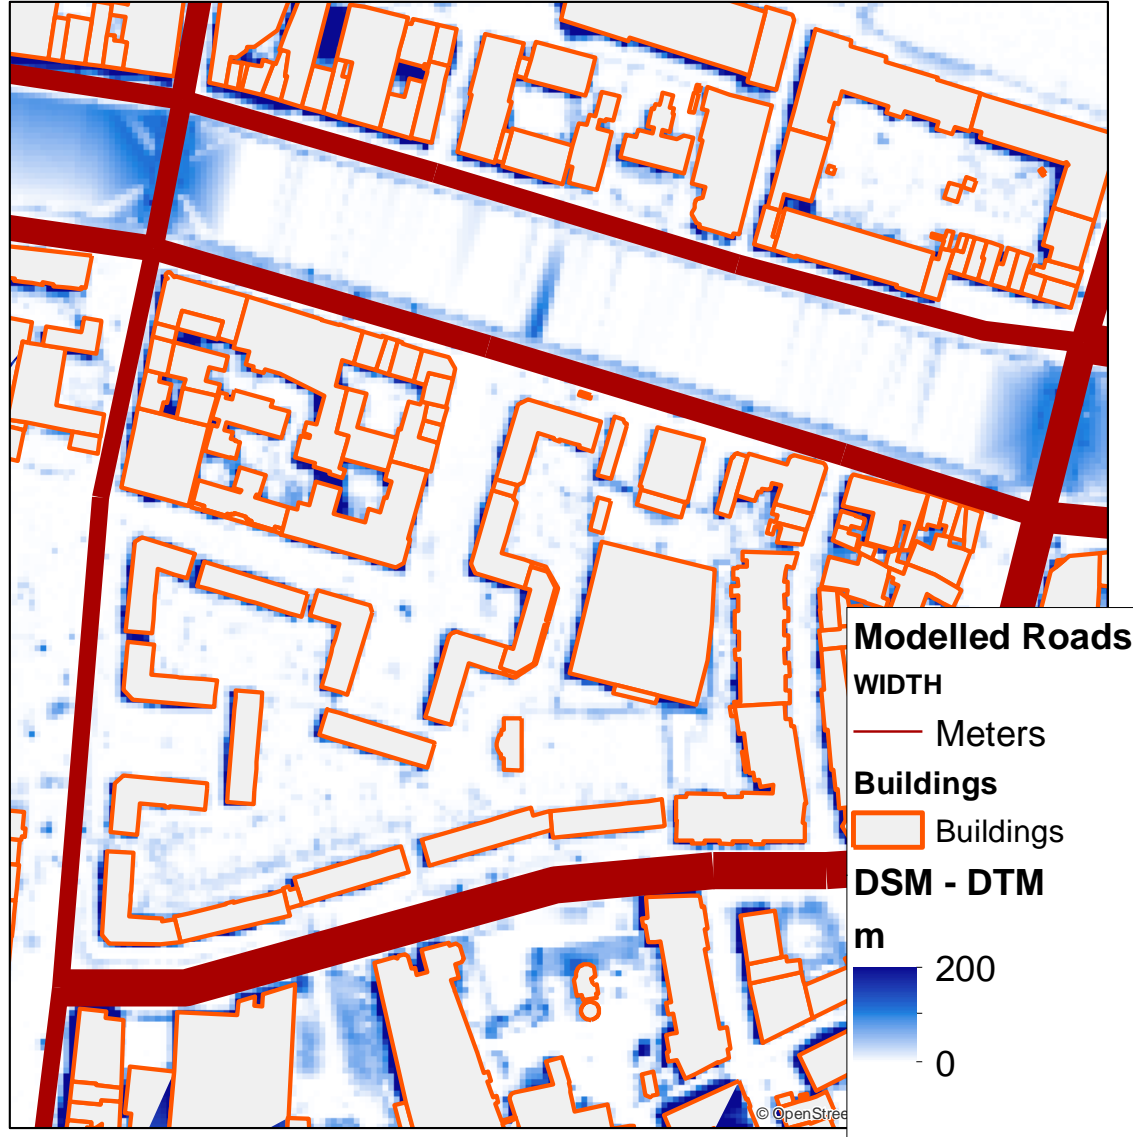 Modelled Roads
WIDTH
Meters
Buildings
Buildings
DSM - DTM
m
200
0
© OpenStree